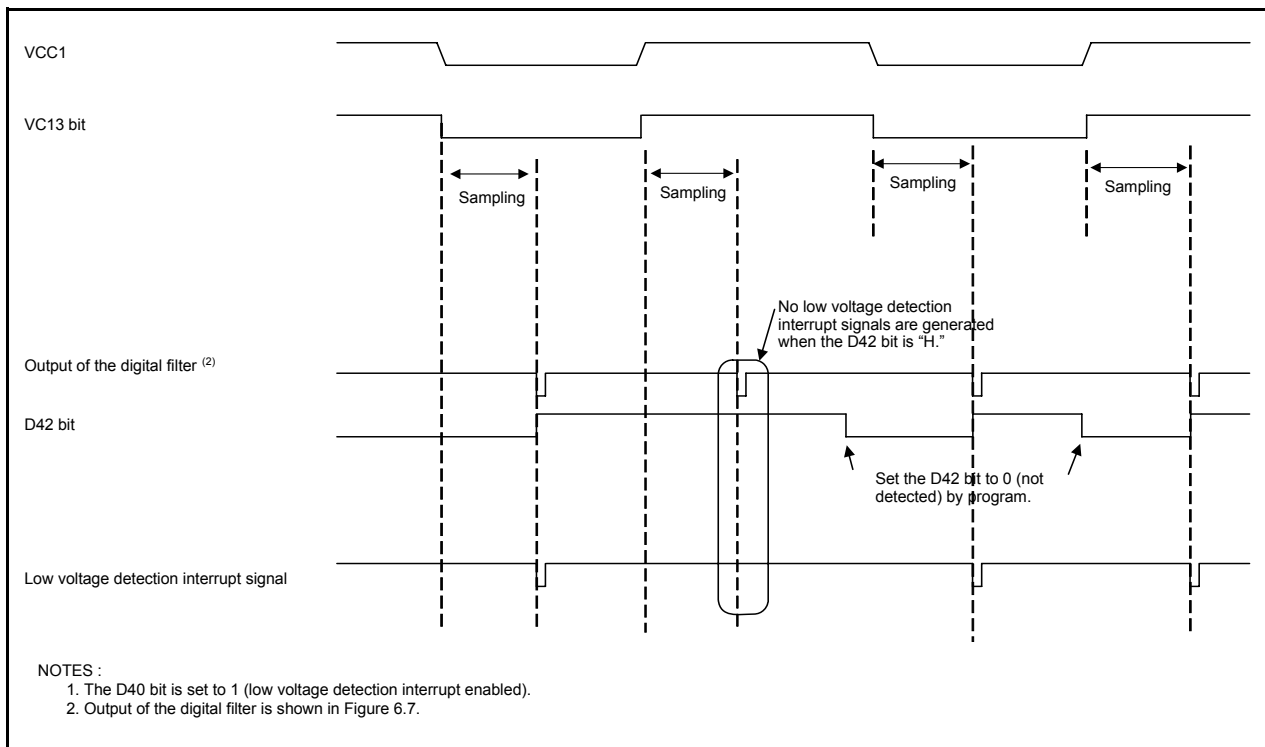 VCC1
VC13 bit
Sampling
Sampling
Sampling
Sampling
No low voltage detection
interrupt signals are generated
when the D42 bit is “H.”
Output of the digital filter (2)
D42 bit
Set the D42 bit to 0 (not
detected) by program.
Low voltage detection interrupt signal
NOTES :
1. The D40 bit is set to 1 (low voltage detection interrupt enabled).
2. Output of the digital filter is shown in Figure 6.7.